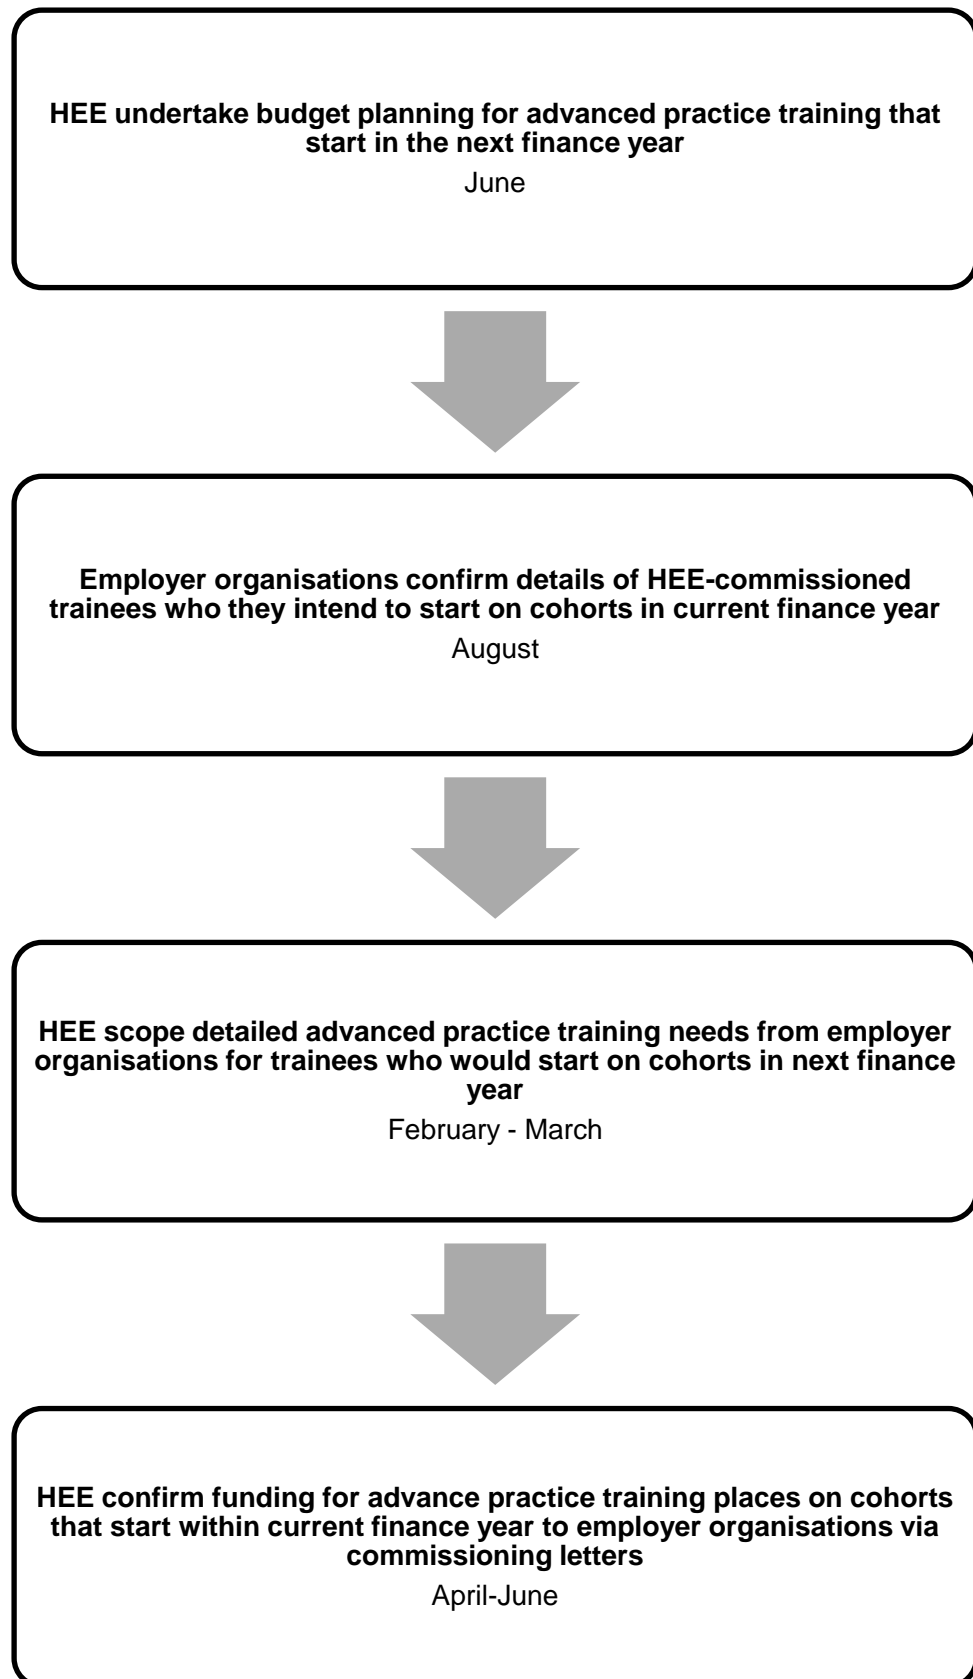 HEE undertake budget planning for advanced practice training that
start in the next finance year
June
Employer organisations confirm details of HEE-commissioned
trainees who they intend to start on cohorts in current finance year
August
HEE scope detailed advanced practice training needs from employer
organisations for trainees who would start on cohorts in next finance
year
February - March
HEE confirm funding for advance practice training places on cohorts
that start within current finance year to employer organisations via
commissioning letters
April-June